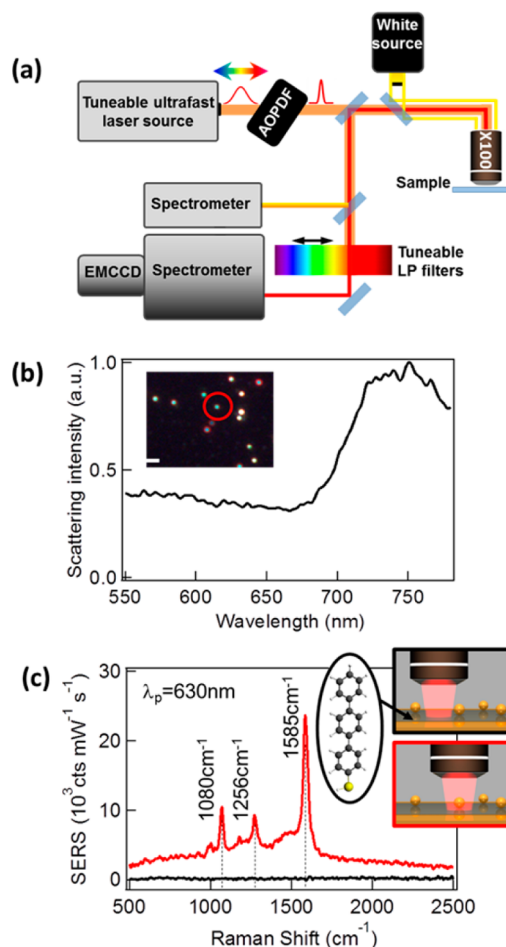 (a)
White
source
Tuneable ultrafast
laser source
AOPDF
X100
Sample
Spectrometer
EMCCD
Spectrometer
Tuneable
LP filters
(b)
Scattering intensity (a.u.)
1.0
0.5
0.0
550
600
650
700
750
Wavelength (nm)
(c)
SERS (10³cts mW⁻¹ s⁻¹)
30
20
10
0
λp=630nm
1080cm⁻¹
1256cm⁻¹
1585cm⁻¹
500
1000
1500
2000
2500
Raman Shift (cm⁻¹)